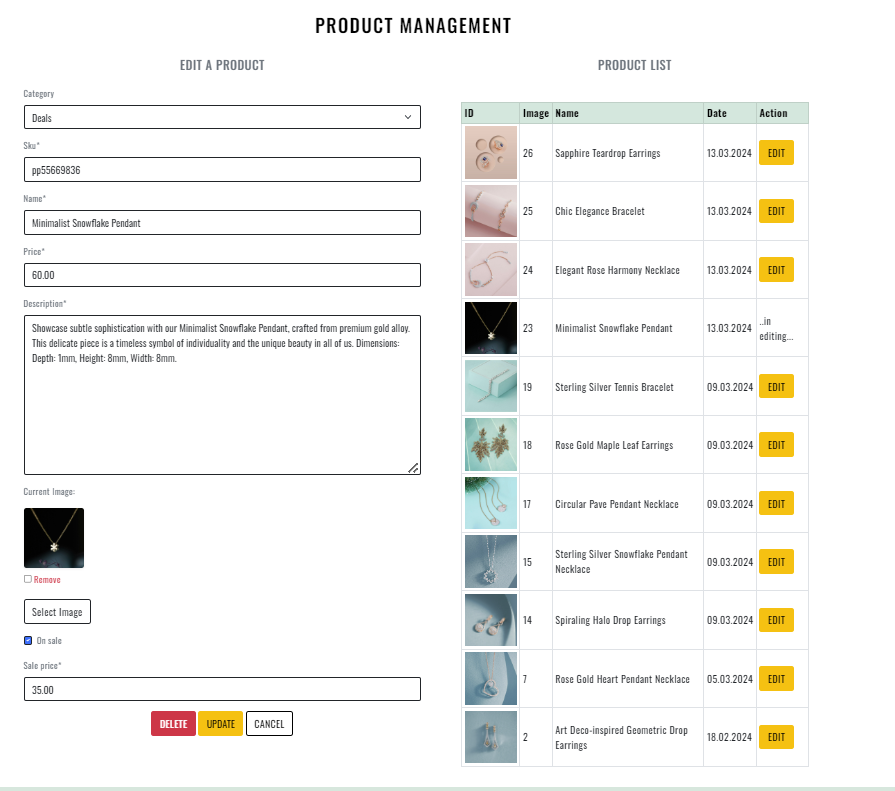 PRODUCT MANAGEMENT
EDIT A PRODUCT
Category
Deals
Sku*
pp55669836
Name*
Minimalist Snowflake Pendant
Price*
60.00
Description*
Showcase subtle sophistication with our Minimalist Snowflake Pendant, crafted from premium gold alloy.
This delicate piece is a timeless symbol of individuality and the unique beauty in all of us. Dimensions:
Depth: 1mm, Height: 8mm, Width: 8mm.
Current Image:
Remove
Select Image
On sale
Sale price*
35.00
DELETE UPDATE CANCEL
PRODUCT LIST
ID Image Name Date Action
26 Sapphire Teardrop Earrings 13.03.2024 EDIT
25 Chic Elegance Bracelet 13.03.2024 EDIT
24 Elegant Rose Harmony Necklace 13.03.2024 EDIT
23 Minimalist Snowflake Pendant 13.03.2024 ..in
editing...
19 Sterling Silver Tennis Bracelet 09.03.2024 EDIT
18 Rose Gold Maple Leaf Earrings 09.03.2024 EDIT
17 Circular Pave Pendant Necklace 09.03.2024 EDIT
15 Sterling Silver Snowflake Pendant
Necklace 09.03.2024 EDIT
14 Spiraling Halo Drop Earrings 09.03.2024 EDIT
7 Rose Gold Heart Pendant Necklace 05.03.2024 EDIT
2 Art Deco-inspired Geometric Drop
Earrings 18.02.2024 EDIT